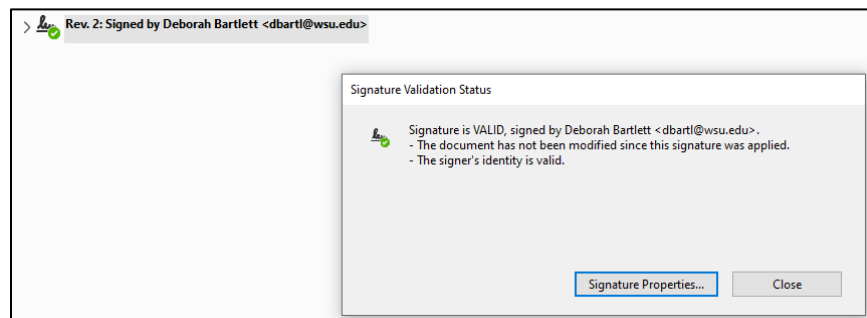 Rev. 2: Signed by Deborah Bartlett <dbartl@wsu.edu>
Signature Validation Status
Signature is VALID, signed by Deborah Bartlett <dbartl@wsu.edu>.
- The document has not been modified since this signature was applied.
- The signer's identity is valid.
Signature Properties... Close